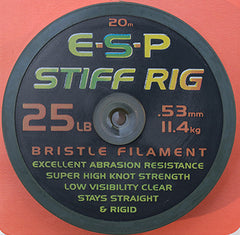 20m
E·S·P
STIFF RIG
25LB .53mm
11.4kg
BRISTLE FILAMENT
EXCELLENT ABRASION RESISTANCE
SUPER HIGH KNOT STRENGTH
LOW VISIBILITY CLEAR
STAYS STRAIGHT
& RIGID